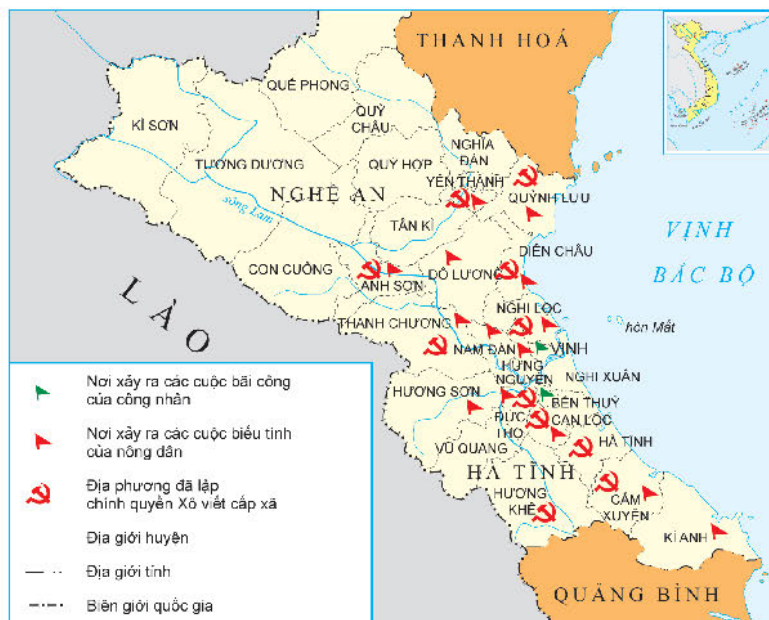 THANH HOÁ
QUẾ PHONG
KÌ SƠN
QUỲ
CHÂU
NGHĨA
ĐÀN
TƯƠNG DƯƠNG
QUỲ HỢP
YÊN THÀNH
NGHỆ AN
QUỲNH LƯU
sông Lam
TÂN KÌ
VỊNH
BẮC BỘ
DIỄN CHÂU
CON CUÔNG
ANH SƠN
ĐÔ LƯƠNG
LÀO
NGHI LỘC
THANH CHƯƠNG
hòn Mắt
NAM ĐÀN
VINH
HƯNG
NGUYÊN
NGHI XUÂN
HƯƠNG SƠN
BẾN THUỶ
ĐỨC
THỌ
CAN LỘC
VŨ QUANG
HÀ TĨNH
HÀ TĨNH
HƯƠNG
KHÊ
CẨM
XUYÊN
KÌ ANH
QUẢNG BÌNH
Nơi xảy ra các cuộc bãi công
của công nhân
Nơi xảy ra các cuộc biểu tình
của nông dân
Địa phương đã lập
chính quyền Xô viết cấp xã
Địa giới huyện
Địa giới tỉnh
Biên giới quốc gia